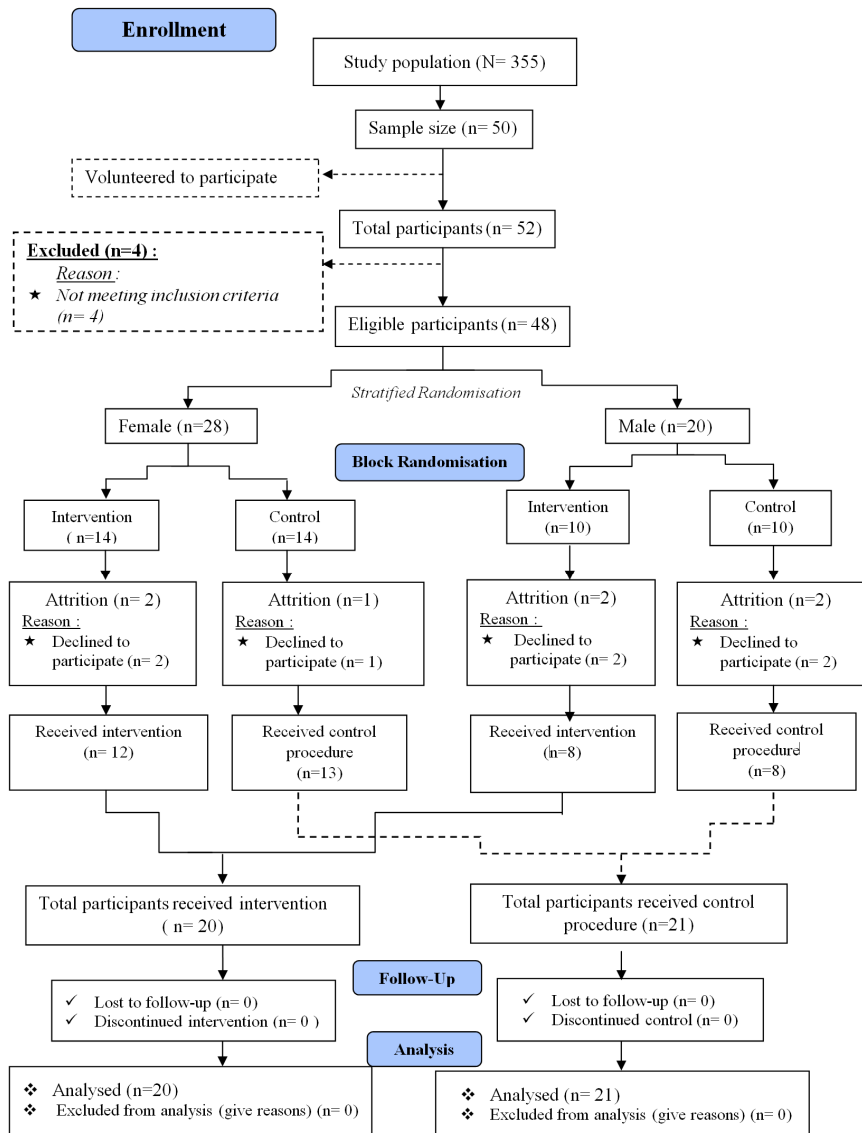 Enrollment
Study population (N= 355)
Sample size (n= 50)
Volunteered to participate
Total participants (n= 52)
Excluded (n=4) :
Reason :
★ Not meeting inclusion criteria
(n= 4)
Eligible participants (n= 48)
Stratified Randomisation
Female (n=28)
Male (n=20)
Block Randomisation
Intervention
( n=14)
Control
(n=14)
Intervention
(n=10)
Control
(n=10)
Attrition (n= 2)
Reason :
★ Declined to
participate (n= 2)
Attrition (n=1)
Reason :
★ Declined to
participate (n= 1)
Attrition (n=2)
Reason :
★ Declined to
participate (n= 2)
Attrition (n=2)
Reason :
★ Declined to
participate (n= 2)
Received intervention
(n= 12)
Received control
procedure
(n=13)
Received intervention
(n=8)
Received control
procedure
(n=8)
Total participants received intervention
( n= 20)
Total participants received control
procedure (n=21)
Follow-Up
✓ Lost to follow-up (n= 0)
✓ Discontinued intervention (n= 0 )
✓ Lost to follow-up (n= 0)
✓ Discontinued control (n= 0)
Analysis
❖ Analysed (n=20)
❖ Excluded from analysis (give reasons) (n= 0)
❖ Analysed (n= 21)
❖ Excluded from analysis (give reasons) (n= 0)